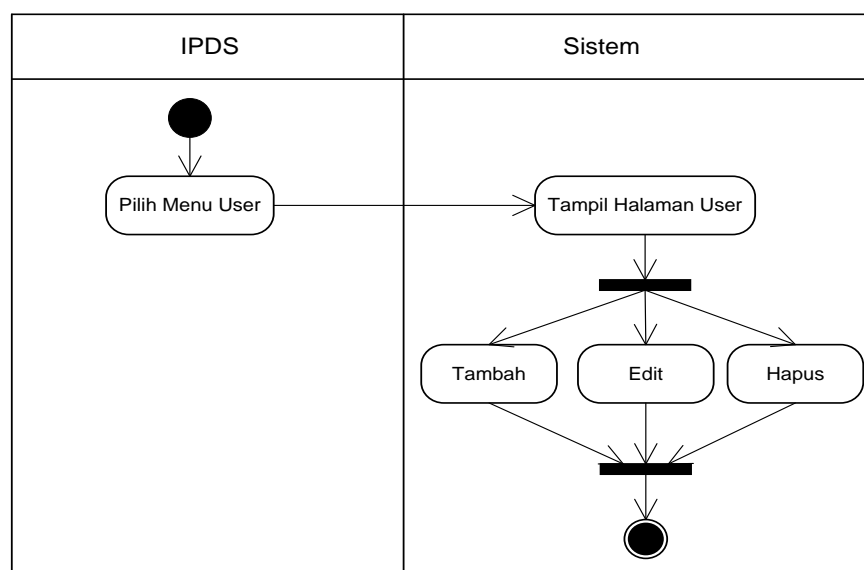 IPDS
Sistem
Pilih Menu User
Tampil Halaman User
Tambah
Edit
Hapus